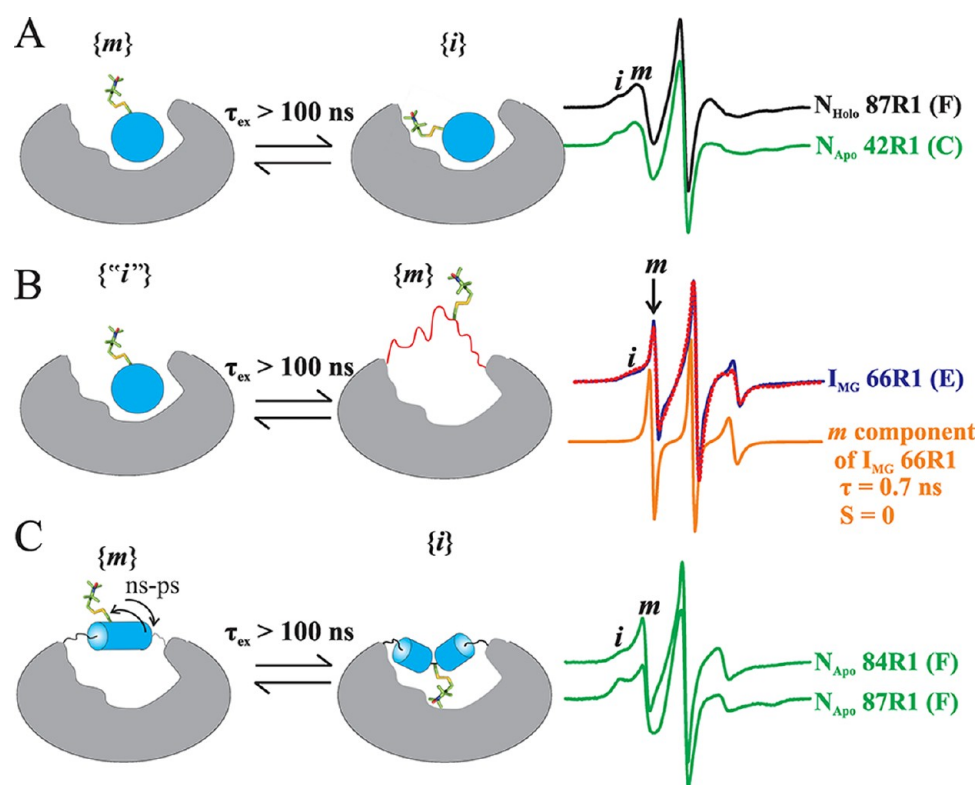 A
{m}
{i}
τex > 100 ns
i m
NHolo 87R1 (F)
NApo 42R1 (C)
B
{"i"}
{m}
τex > 100 ns
m
i
IMG 66R1 (E)
m component
of IMG 66R1
τ = 0.7 ns
S = 0
C
{m}
{i}
ns-ps
τex > 100 ns
i m
NApo 84R1 (F)
NApo 87R1 (F)